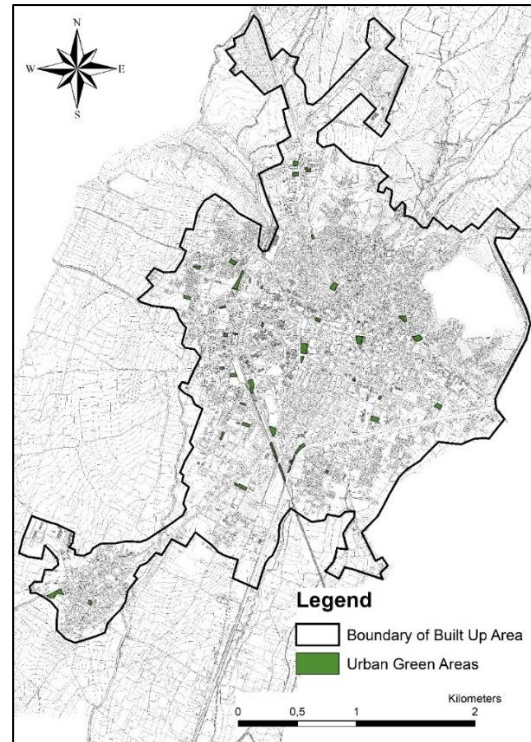 N
W E
S
Legend
Boundary of Built Up Area
Urban Green Areas
Kilometers
0 0,5 1 2